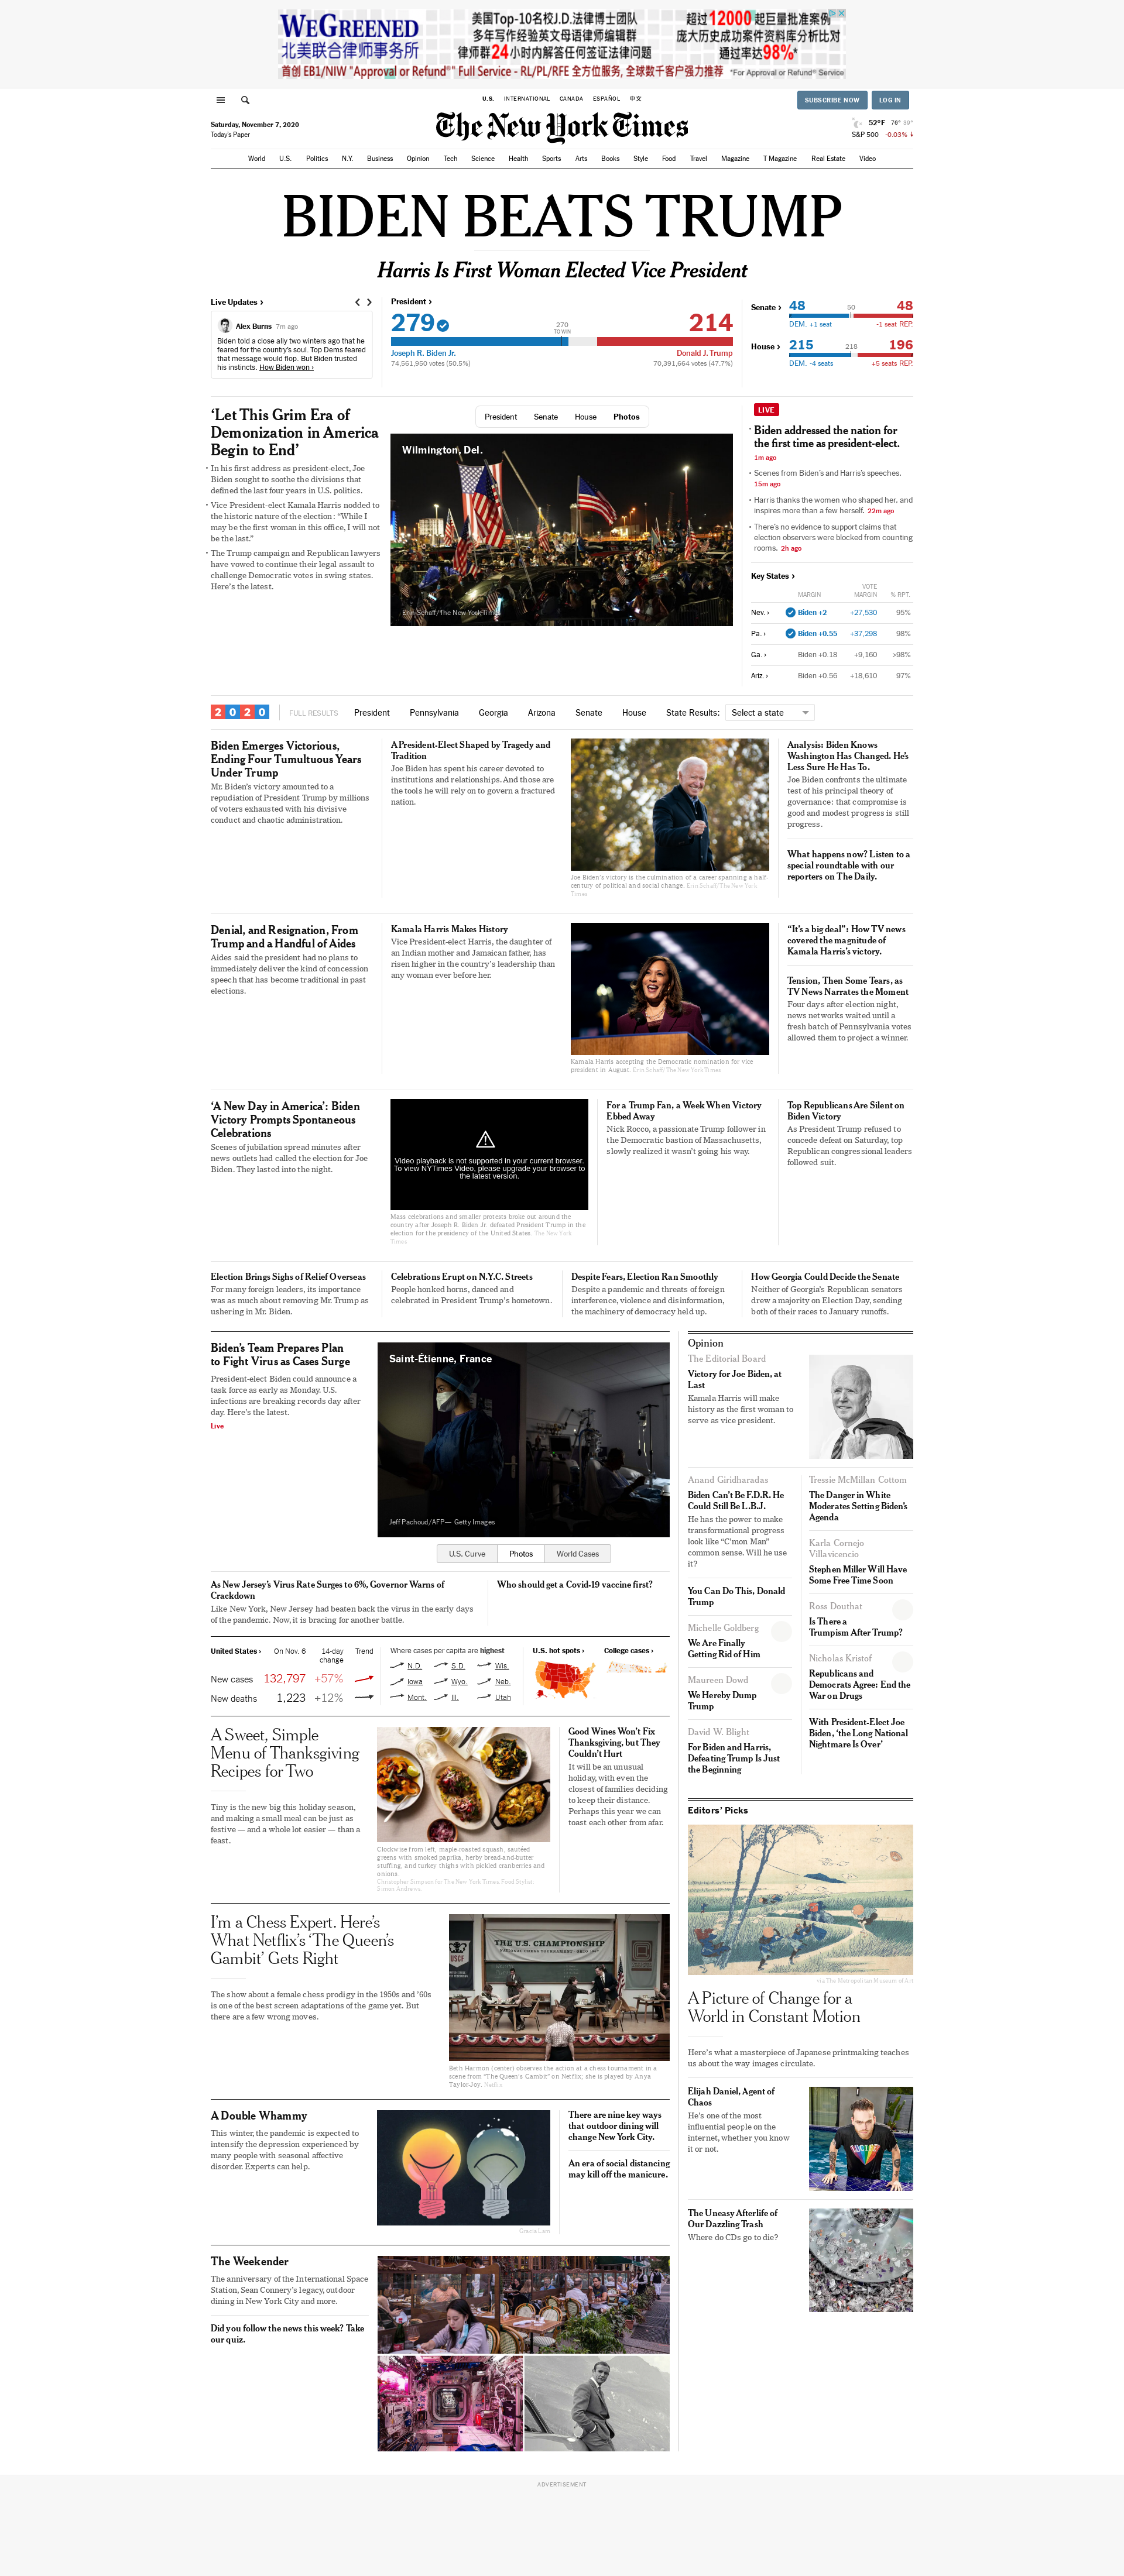 WEGREENED
北美联合律师事务所
美国Top-10名校J.D.法律博士团队
多年写作经验英文母语律师编辑群
律师群24小时内解答任何签证法律问题
超过12000起巨量批准案例
庞大历史成功案件资料库分析比对
通过率达98%*
首创 EB1/NIW "Approval or Refund®" Full Service - RL/PL/RFE 全方位服务, 全球数千客户强力推荐 *For Approval or Refund® Service
U.S. INTERNATIONAL CANADA ESPAÑOL 中文
SUBSCRIBE NOW LOG IN
Saturday, November 7, 2020
Today's Paper
The New York Times
52°F 76° 39°
S&P 500 -0.03%
World U.S. Politics N.Y. Business Opinion Tech Science Health Sports Arts Books Style Food Travel Magazine T Magazine Real Estate Video
BIDEN BEATS TRUMP
Harris Is First Woman Elected Vice President
Live Updates ›
Alex Burns 7m ago
Biden told a close ally two winters ago that he
feared for the country's soul. Top Dems feared
that message would flop. But Biden trusted
his instincts. How Biden won ›
President ›
279 270 TO WIN 214
Joseph R. Biden Jr. Donald J. Trump
74,561,950 votes (50.5%) 70,391,664 votes (47.7%)
Senate › 48 50 48
DEM. +1 seat -1 seat REP.
House › 215 218 196
DEM. -4 seats +5 seats REP.
‘Let This Grim Era of
Demonization in America
Begin to End’
In his first address as president-elect, Joe
Biden sought to soothe the divisions that
defined the last four years in U.S. politics.
Vice President-elect Kamala Harris nodded to
the historic nature of the election: “While I
may be the first woman in this office, I will not
be the last.”
The Trump campaign and Republican lawyers
have vowed to continue their legal assault to
challenge Democratic votes in swing states.
Here's the latest.
President Senate House Photos
Wilmington, Del.
Erin Schaff/The New York Times
LIVE
Biden addressed the nation for
the first time as president-elect.
1m ago
Scenes from Biden's and Harris's speeches.
15m ago
Harris thanks the women who shaped her, and
inspires more than a few herself. 22m ago
There's no evidence to support claims that
election observers were blocked from counting
rooms. 2h ago
Key States ›
MARGIN VOTE MARGIN % RPT.
Nev. › Biden +2 +27,530 95%
Pa. › Biden +0.55 +37,298 98%
Ga. › Biden +0.18 +9,160 >98%
Ariz. › Biden +0.56 +18,610 97%
2020 FULL RESULTS President Pennsylvania Georgia Arizona Senate House State Results: Select a state
Biden Emerges Victorious,
Ending Four Tumultuous Years
Under Trump
Mr. Biden's victory amounted to a
repudiation of President Trump by millions
of voters exhausted with his divisive
conduct and chaotic administration.
A President-Elect Shaped by Tragedy and
Tradition
Joe Biden has spent his career devoted to
institutions and relationships. And those are
the tools he will rely on to govern a fractured
nation.
Joe Biden's victory is the culmination of a career spanning a half-
century of political and social change. Erin Schaff/The New York
Times
Analysis: Biden Knows
Washington Has Changed. He's
Less Sure He Has To.
Joe Biden confronts the ultimate
test of his principal theory of
governance: that compromise is
good and modest progress is still
progress.
What happens now? Listen to a
special roundtable with our
reporters on The Daily.
Denial, and Resignation, From
Trump and a Handful of Aides
Aides said the president had no plans to
immediately deliver the kind of concession
speech that has become traditional in past
elections.
Kamala Harris Makes History
Vice President-elect Harris, the daughter of
an Indian mother and Jamaican father, has
risen higher in the country's leadership than
any woman ever before her.
Kamala Harris accepting the Democratic nomination for vice
president in August. Erin Schaff/The New York Times
“It's a big deal”: How TV news
covered the magnitude of
Kamala Harris's victory.
Tension, Then Some Tears, as
TV News Narrates the Moment
Four days after election night,
news networks waited until a
fresh batch of Pennsylvania votes
allowed them to project a winner.
‘A New Day in America’: Biden
Victory Prompts Spontaneous
Celebrations
Scenes of jubilation spread minutes after
news outlets had called the election for Joe
Biden. They lasted into the night.
Video playback is not supported in your current browser.
To view NYTimes Video, please upgrade your browser to
the latest version.
Mass celebrations and smaller protests broke out around the
country after Joseph R. Biden Jr. defeated President Trump in the
election for the presidency of the United States. The New York
Times
For a Trump Fan, a Week When Victory
Ebbed Away
Nick Rocco, a passionate Trump follower in
the Democratic bastion of Massachusetts,
slowly realized it wasn't going his way.
Top Republicans Are Silent on
Biden Victory
As President Trump refused to
concede defeat on Saturday, top
Republican congressional leaders
followed suit.
Election Brings Sighs of Relief Overseas
For many foreign leaders, its importance
was as much about removing Mr. Trump as
ushering in Mr. Biden.
Celebrations Erupt on N.Y.C. Streets
People honked horns, danced and
celebrated in President Trump's hometown.
Despite Fears, Election Ran Smoothly
Despite a pandemic and threats of foreign
interference, violence and disinformation,
the machinery of democracy held up.
How Georgia Could Decide the Senate
Neither of Georgia's Republican senators
drew a majority on Election Day, sending
both of their races to January runoffs.
Biden's Team Prepares Plan
to Fight Virus as Cases Surge
President-elect Biden could announce a
task force as early as Monday. U.S.
infections are breaking records day after
day. Here's the latest.
Live
Saint-Étienne, France
Jeff Pachoud/AFP— Getty Images
U.S. Curve Photos World Cases
As New Jersey's Virus Rate Surges to 6%, Governor Warns of
Crackdown
Like New York, New Jersey had beaten back the virus in the early days
of the pandemic. Now, it is bracing for another battle.
Who should get a Covid-19 vaccine first?
United States › On Nov. 6 14-day change Trend
New cases 132,797 +57%
New deaths 1,223 +12%
Where cases per capita are highest
N.D. S.D. Wis.
Iowa Wyo. Neb.
Mont. Ill. Utah
U.S. hot spots › College cases ›
A Sweet, Simple
Menu of Thanksgiving
Recipes for Two
Tiny is the new big this holiday season,
and making a small meal can be just as
festive — and a whole lot easier — than a
feast.
Clockwise from left, maple-roasted squash, sautéed
greens with smoked paprika, herby bread-and-butter
stuffing, and turkey thighs with pickled cranberries and
onions.
Christopher Simpson for The New York Times. Food Stylist:
Simon Andrews.
Good Wines Won't Fix
Thanksgiving, but They
Couldn't Hurt
It will be an unusual
holiday, with even the
closest of families deciding
to keep their distance.
Perhaps this year we can
toast each other from afar.
I'm a Chess Expert. Here's
What Netflix's ‘The Queen's
Gambit’ Gets Right
The show about a female chess prodigy in the 1950s and '60s
is one of the best screen adaptations of the game yet. But
there are a few wrong moves.
THE U.S. CHAMPIONSHIP
USCF
Beth Harmon (center) observes the action at a chess tournament in a
scene from “The Queen's Gambit” on Netflix; she is played by Anya
Taylor-Joy. Netflix
A Double Whammy
This winter, the pandemic is expected to
intensify the depression experienced by
many people with seasonal affective
disorder. Experts can help.
Gracia Lam
There are nine key ways
that outdoor dining will
change New York City.
An era of social distancing
may kill off the manicure.
The Weekender
The anniversary of the International Space
Station, Sean Connery's legacy, outdoor
dining in New York City and more.
Did you follow the news this week? Take
our quiz.
Opinion
The Editorial Board
Victory for Joe Biden, at
Last
Kamala Harris will make
history as the first woman to
serve as vice president.
Anand Giridharadas
Biden Can't Be F.D.R. He
Could Still Be L.B.J.
He has the power to make
transformational progress
look like “C'mon Man”
common sense. Will he use
it?
You Can Do This, Donald
Trump
Michelle Goldberg
We Are Finally
Getting Rid of Him
Maureen Dowd
We Hereby Dump
Trump
David W. Blight
For Biden and Harris,
Defeating Trump Is Just
the Beginning
Tressie McMillan Cottom
The Danger in White
Moderates Setting Biden's
Agenda
Karla Cornejo
Villavicencio
Stephen Miller Will Have
Some Free Time Soon
Ross Douthat
Is There a
Trumpism After Trump?
Nicholas Kristof
Republicans and
Democrats Agree: End the
War on Drugs
With President-Elect Joe
Biden, ‘the Long National
Nightmare Is Over’
Editors' Picks
via The Metropolitan Museum of Art
A Picture of Change for a
World in Constant Motion
Here's what a masterpiece of Japanese printmaking teaches
us about the way images circulate.
Elijah Daniel, Agent of
Chaos
He's one of the most
influential people on the
internet, whether you know
it or not.
The Uneasy Afterlife of
Our Dazzling Trash
Where do CDs go to die?
ADVERTISEMENT